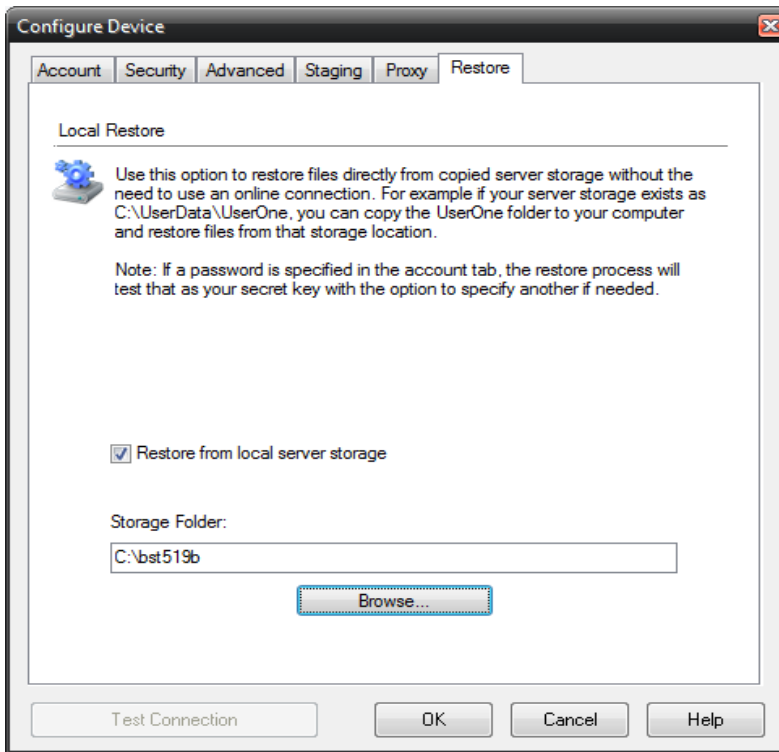 Configure Device
Account Security Advanced Staging Proxy Restore
Local Restore
Use this option to restore files directly from copied server storage without the
need to use an online connection. For example if your server storage exists as
C:\UserData\UserOne, you can copy the UserOne folder to your computer
and restore files from that storage location.
Note: If a password is specified in the account tab, the restore process will
test that as your secret key with the option to specify another if needed.
Restore from local server storage
Storage Folder:
C:\bst519b
Browse...
Test Connection OK Cancel Help